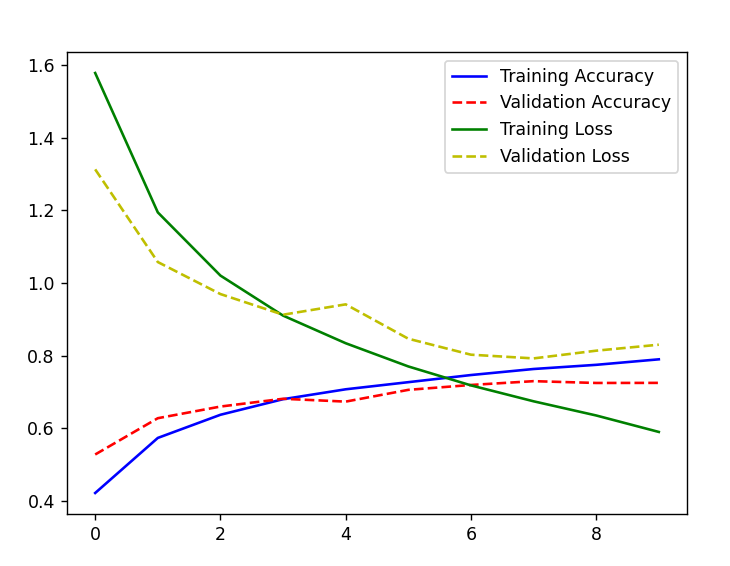 1.6
1.4
1.2
1.0
0.8
0.6
0.4
0 2 4 6 8
Training Accuracy
Validation Accuracy
Training Loss
Validation Loss